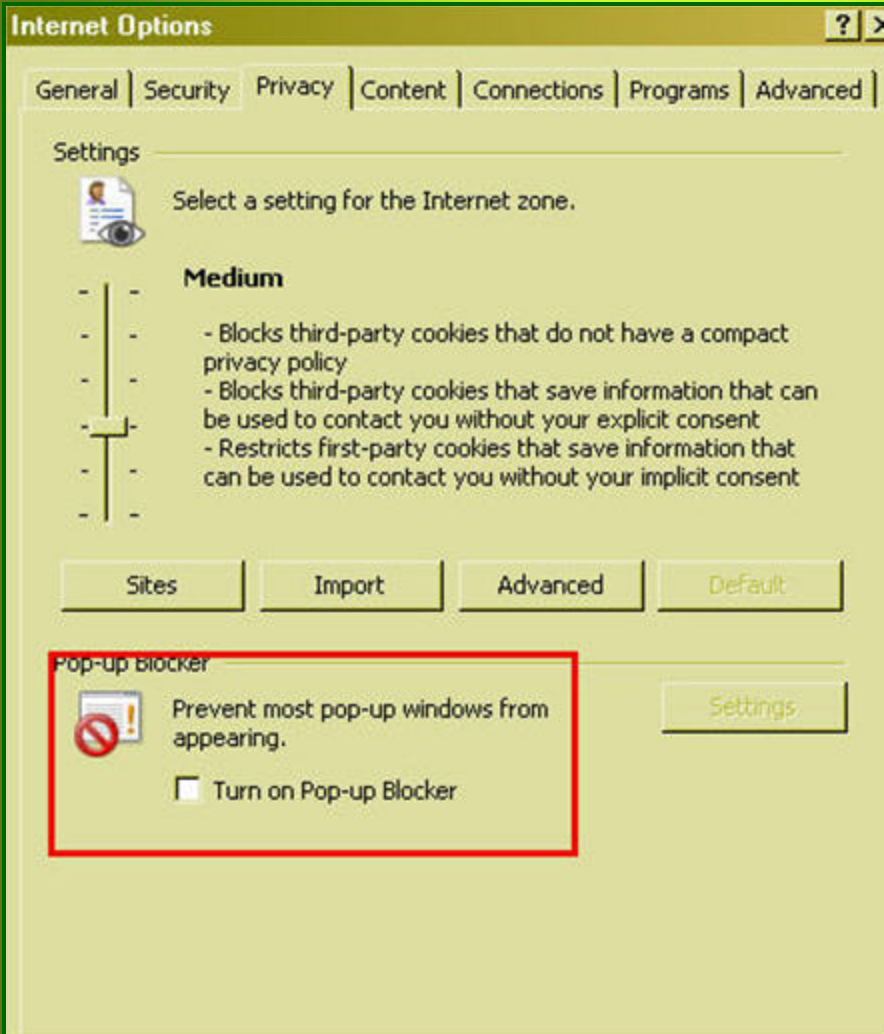 Internet Options
?
General Security Privacy Content Connections Programs Advanced
Settings
Select a setting for the Internet zone.
Medium
- Blocks third-party cookies that do not have a compact
privacy policy
- Blocks third-party cookies that save information that can
be used to contact you without your explicit consent
- Restricts first-party cookies that save information that
can be used to contact you without your implicit consent
Sites Import Advanced Default
Pop-up Blocker
Prevent most pop-up windows from
appearing.
Settings
Turn on Pop-up Blocker